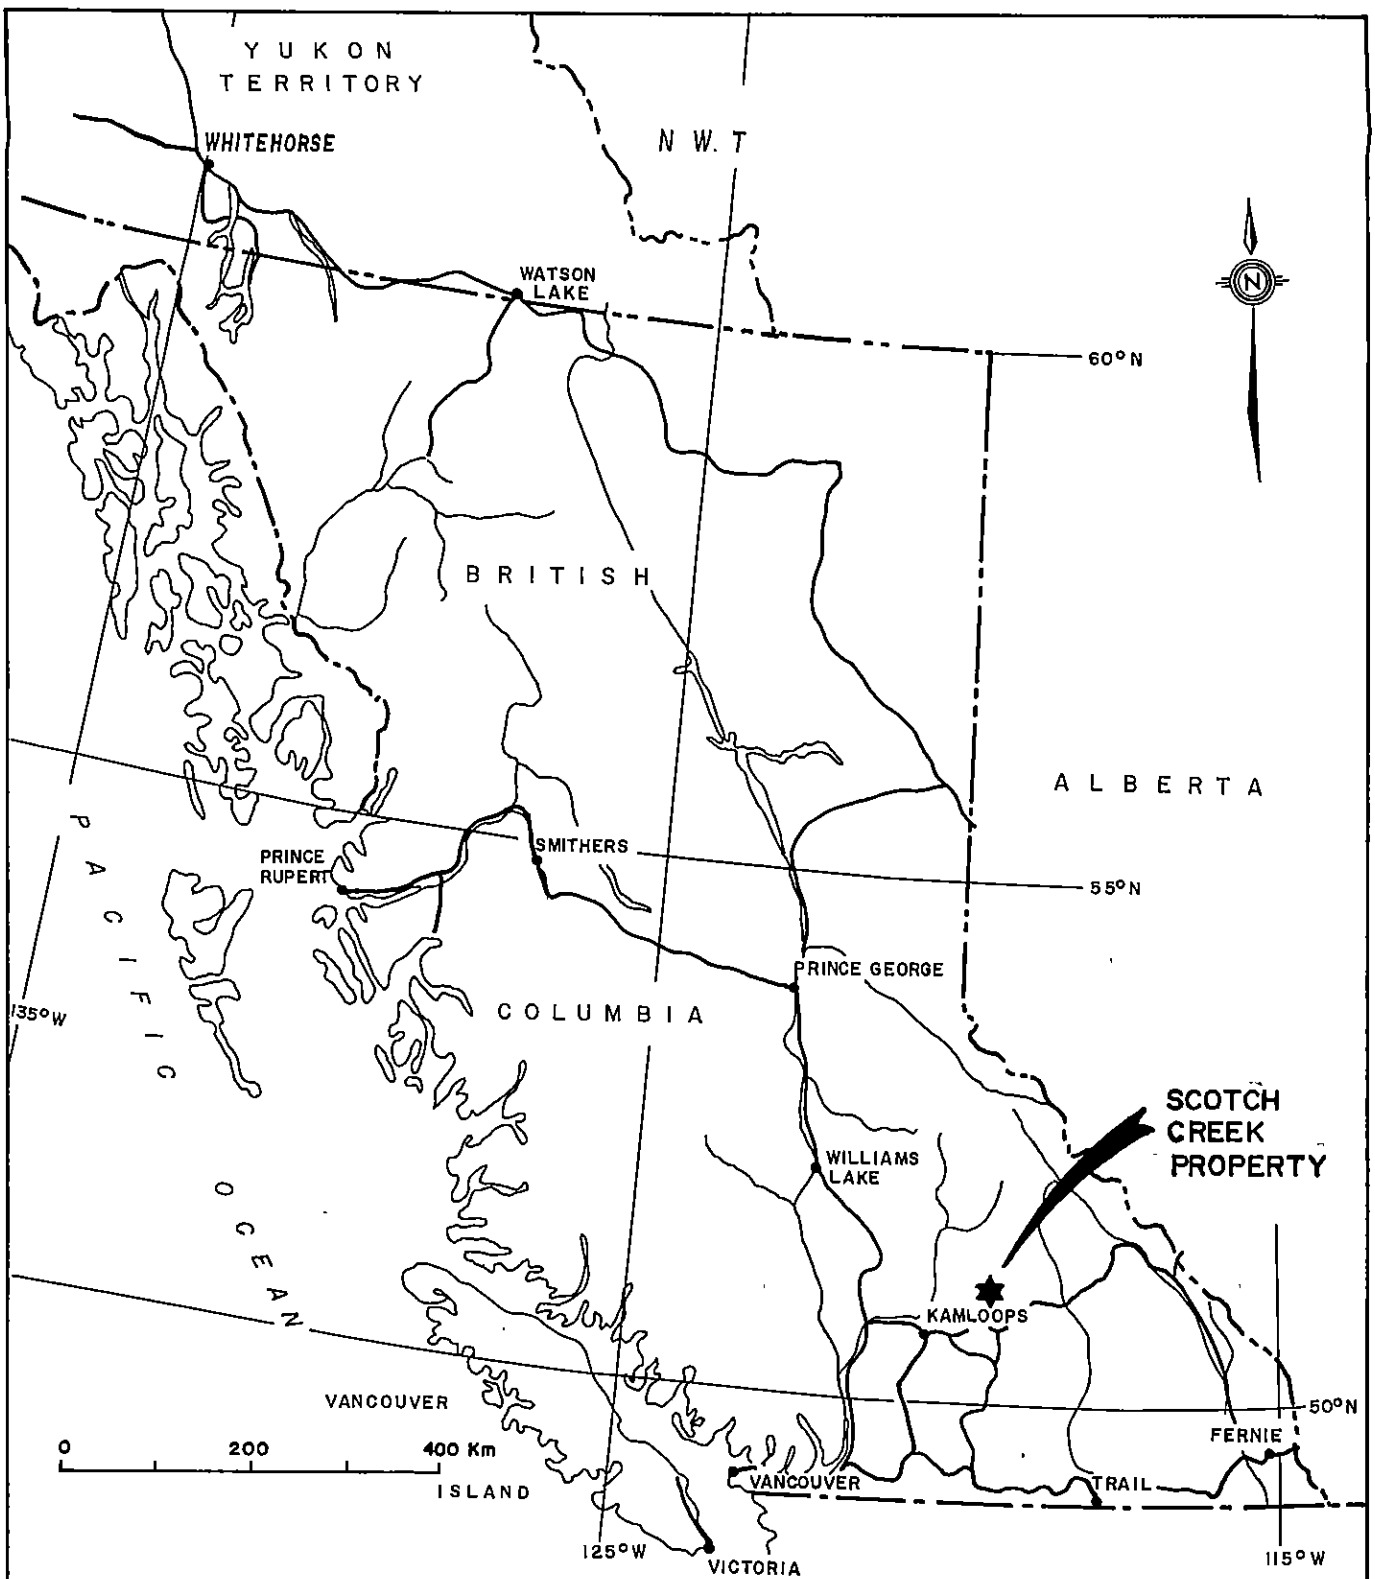 YUKON
TERRITORY
WHITEHORSE
N W. T
WATSON
LAKE
N
60°N
BRITISH
ALBERTA
PACIFIC
OCEAN
PRINCE
RUPERT
SMITHERS
55°N
PRINCE GEORGE
COLUMBIA
135°W
SCOTCH
CREEK
PROPERTY
WILLIAMS
LAKE
KAMLOOPS
VANCOUVER
ISLAND
50°N
FERNIE
0 200 400 Km
VANCOUVER
TRAIL
125°W
VICTORIA
115°W